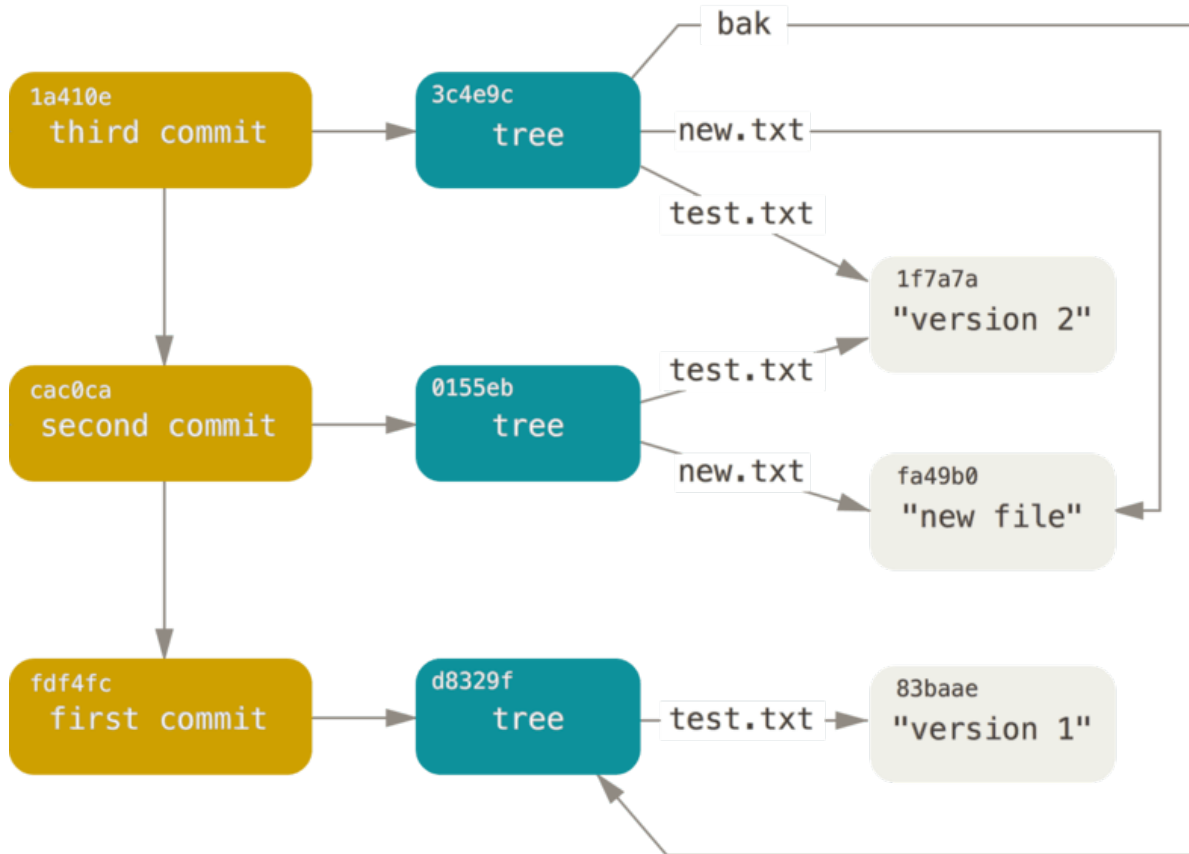 bak
1a410e
third commit
3c4e9c
tree
new.txt
test.txt
1f7a7a
"version 2"
cac0ca
second commit
0155eb
tree
test.txt
new.txt
fa49b0
"new file"
fdf4fc
first commit
d8329f
tree
test.txt
83baae
"version 1"